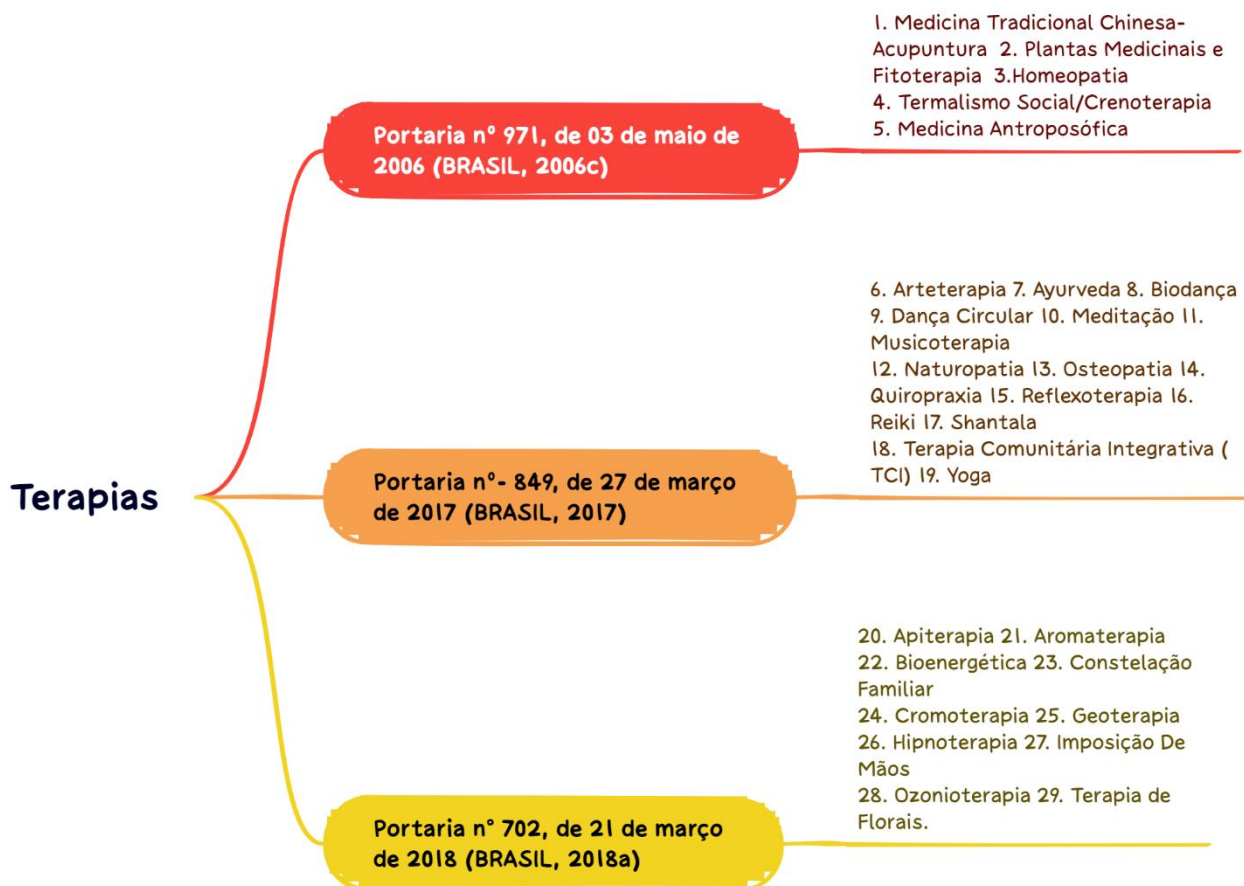 1. Medicina Tradicional Chinesa-
Acupuntura 2. Plantas Medicinais e
Fitoterapia 3.Homeopatia
4. Termalismo Social/Crenoterapia
5. Medicina Antroposófica
Portaria nº 971, de 03 de maio de
2006 (BRASIL, 2006c)
6. Arteterapia 7. Ayurveda 8. Biodança
9. Dança Circular 10. Meditação 11.
Musicoterapia
12. Naturopatia 13. Osteopatia 14.
Quiropraxia 15. Reflexoterapia 16.
Reiki 17. Shantala
18. Terapia Comunitária Integrativa (
TCI) 19. Yoga
Terapias
Portaria nº- 849, de 27 de março
de 2017 (BRASIL, 2017)
20. Apiterapia 21. Aromaterapia
22. Bioenergética 23. Constelação
Familiar
24. Cromoterapia 25. Geoterapia
26. Hipnoterapia 27. Imposição De
Mãos
28. Ozonioterapia 29. Terapia de
Florais.
Portaria n° 702, de 21 de março
de 2018 (BRASIL, 2018a)